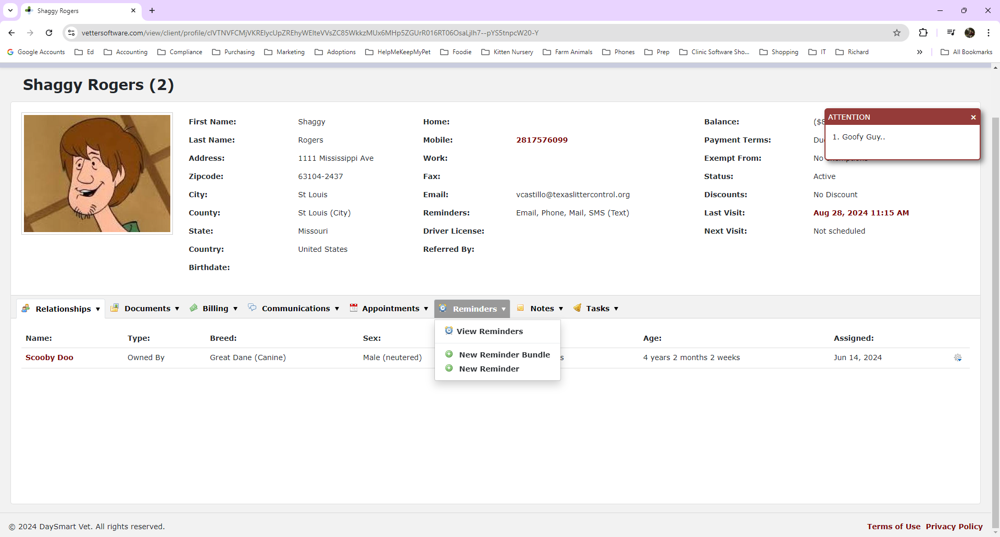 Shaggy Rogers
vettersoftware.com/view/client/profile/clVTNVFCMjVKRElycUpZREhyWElteVVsZC85WkkzMUx6MHp5ZGUrR016RT06OsaLjlh7--pYS5tnpcW20-Y
Google Accounts Ed Accounting Compliance Purchasing Marketing Adoptions HelpMeKeepMyPet Foodie Kitten Nursery Farm Animals Phones Prep Clinic Software Sho... Shopping IT Richard » All Bookmarks
Shaggy Rogers (2)
First Name: Shaggy Home: Balance: ($8
ATTENTION
Last Name: Rogers Mobile: 2817576099 Payment Terms:
1. Goofy Guy..
Address: 1111 Mississippi Ave Work: Exempt From: No
Zipcode: 63104-2437 Fax: Status: Active
City: St Louis Email: vcastillo@texaslittercontrol.org Discounts: No Discount
County: St Louis (City) Reminders: Email, Phone, Mail, SMS (Text) Last Visit: Aug 28, 2024 11:15 AM
State: Missouri Driver License: Next Visit: Not scheduled
Country: United States Referred By:
Birthdate:
Relationships Documents Billing Communications Appointments Reminders Notes Tasks
View Reminders
New Reminder Bundle
New Reminder
Name: Type: Breed: Sex: Age: Assigned:
Scooby Doo Owned By Great Dane (Canine) Male (neutered) s 4 years 2 months 2 weeks Jun 14, 2024
© 2024 DaySmart Vet. All rights reserved. Terms of Use Privacy Policy